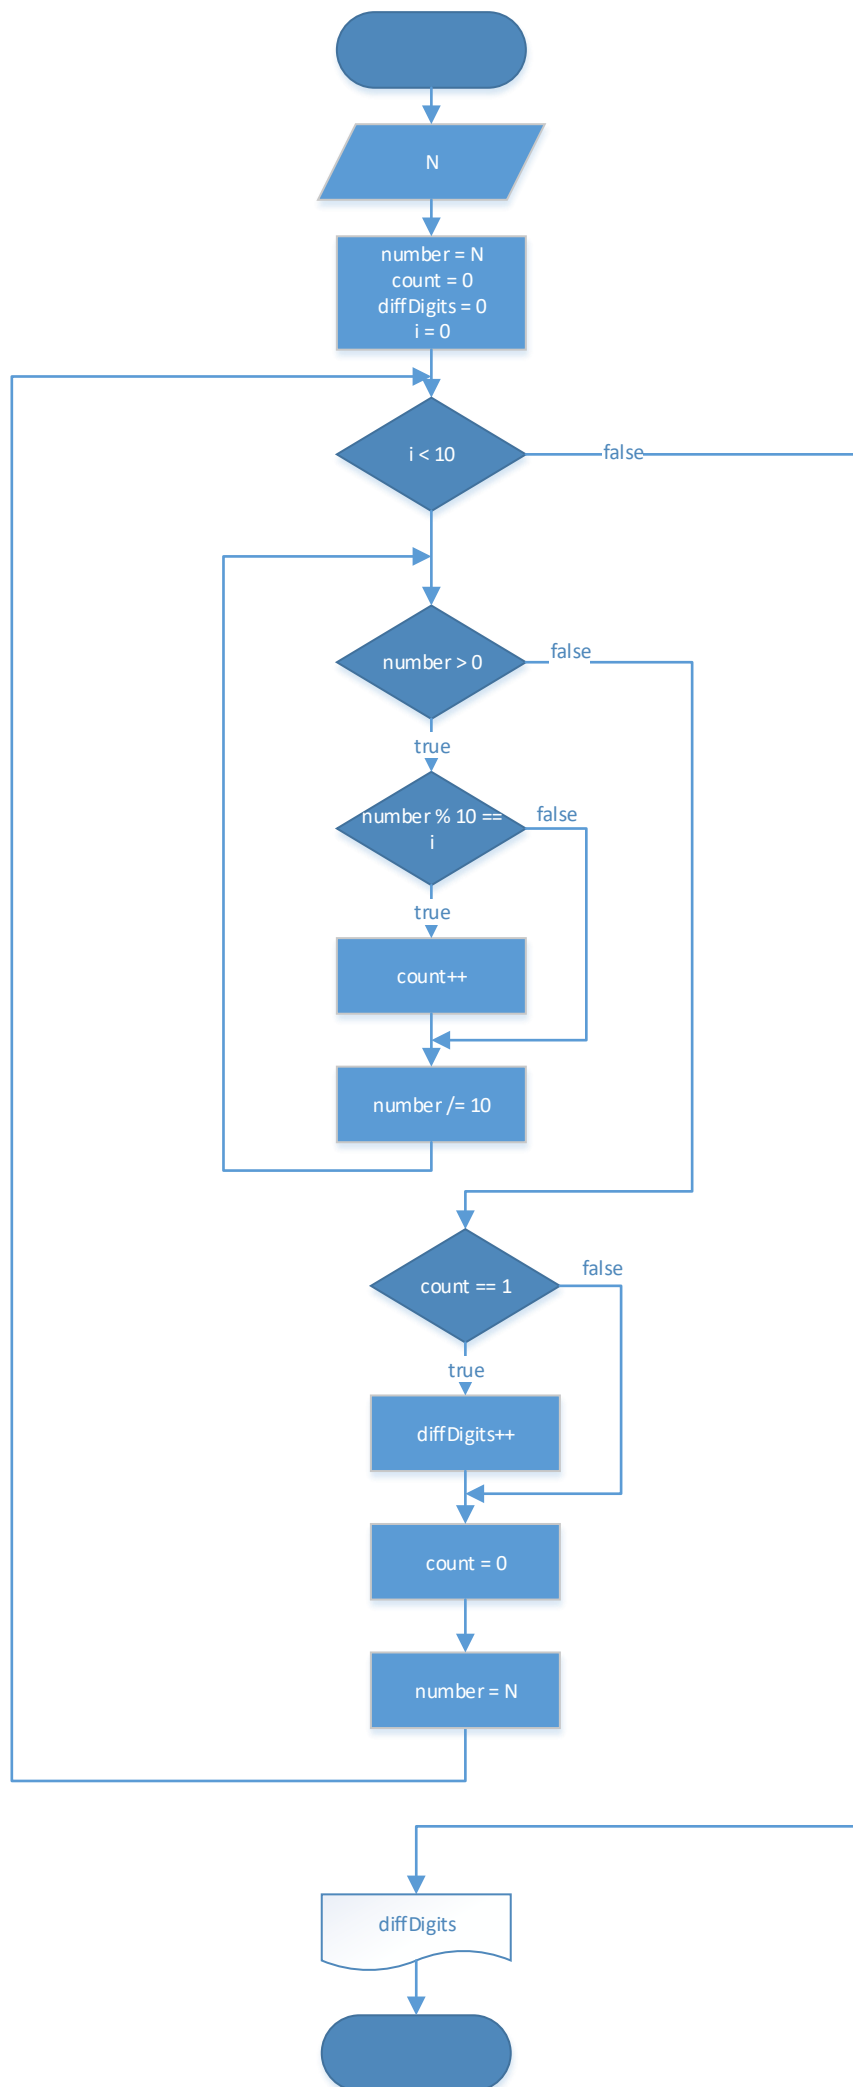 N
number = N
count = 0
diffDigits = 0
i = 0
i < 10
false
number > 0
false
true
number % 10 ==
i
false
true
count++
number /= 10
count == 1
false
true
diffDigits++
count = 0
number = N
diffDigits